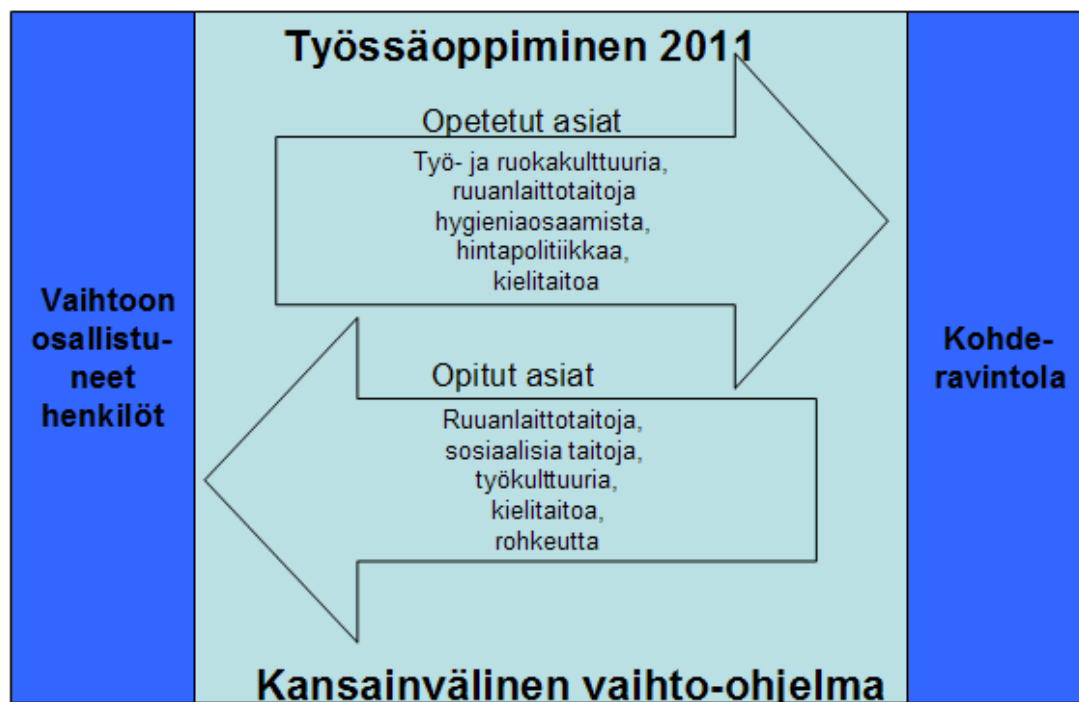 Työssäoppiminen 2011
Opetetut asiat
Työ- ja ruokakulttuuria,
ruuanlaittotaitoja
hygieniaosaamista,
hintapolitiikkaa,
kielitaitoa
Vaihtoon
osallistu-
neet
henkilöt
Kohde-
ravintola
Opitut asiat
Ruuanlaittotaitoja,
sosiaalisia taitoja,
työkulttuuria,
kielitaitoa,
rohkeutta
Kansainvälinen vaihto-ohjelma